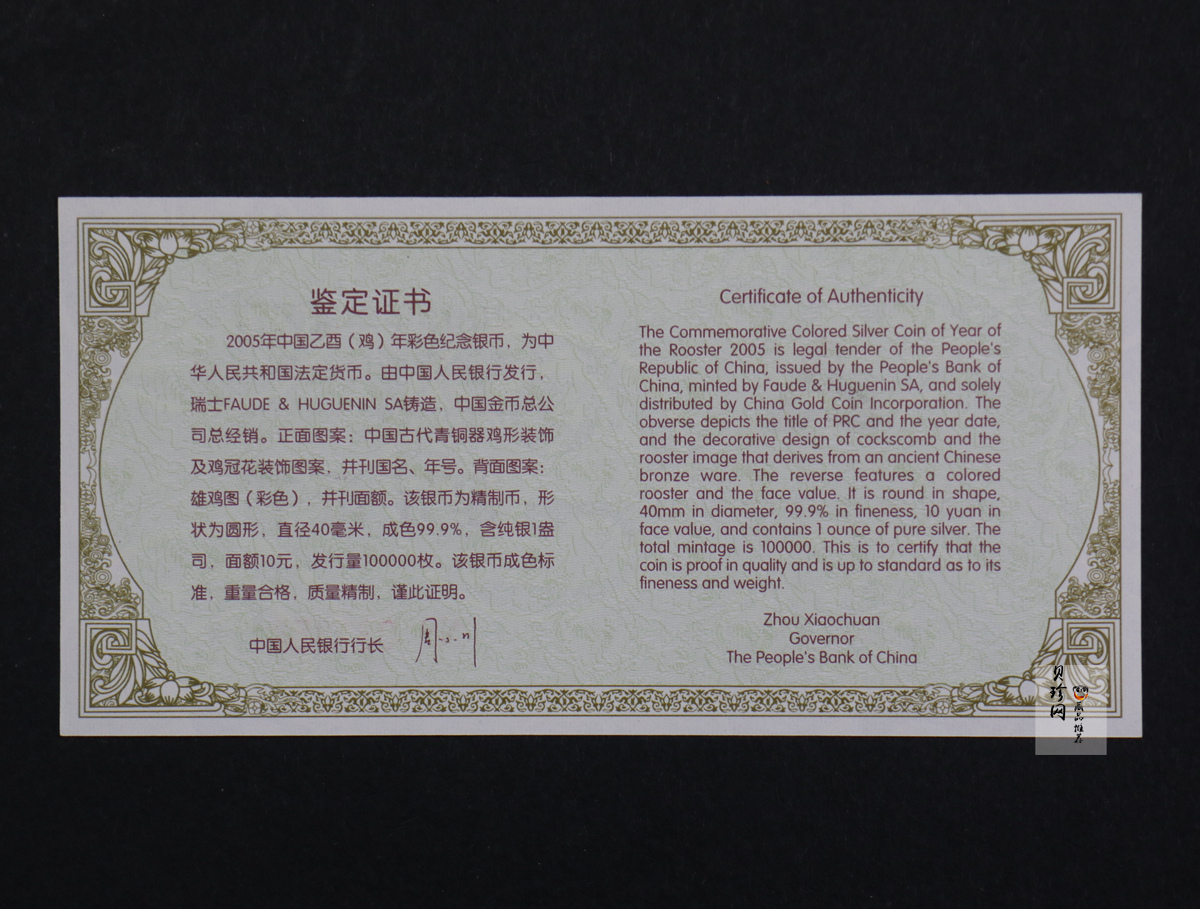 鉴定证书
2005年中国乙酉（鸡）年彩色纪念银币，为中
华人民共和国法定货币。由中国人民银行发行，
瑞士FAUDE & HUGUENIN SA铸造，中国金币总公
司总经销。正面图案：中国古代青铜器鸡形装饰
及鸡冠花装饰图案，并刊国名、年号。背面图案：
雄鸡图（彩色），并刊面额。该银币为精制币，形
状为圆形，直径40毫米，成色99.9%，含纯银1盎
司，面额10元，发行量100000枚。该银币成色标
准，重量合格，质量精制，谨此证明。
中国人民银行行长 周小川
Certificate of Authenticity
The Commemorative Colored Silver Coin of Year of
the Rooster 2005 is legal tender of the People's
Republic of China, issued by the People's Bank of
China, minted by Faude & Huguenin SA, and solely
distributed by China Gold Coin Incorporation. The
obverse depicts the title of PRC and the year date,
and the decorative design of cockscomb and the
rooster image that derives from an ancient Chinese
bronze ware. The reverse features a colored
rooster and the face value. It is round in shape,
40mm in diameter, 99.9% in fineness, 10 yuan in
face value, and contains 1 ounce of pure silver. The
total mintage is 100000. This is to certify that the
coin is proof in quality and is up to standard as to its
fineness and weight.
Zhou Xiaochuan
Governor
The People's Bank of China
贝珍网
藏品推荐